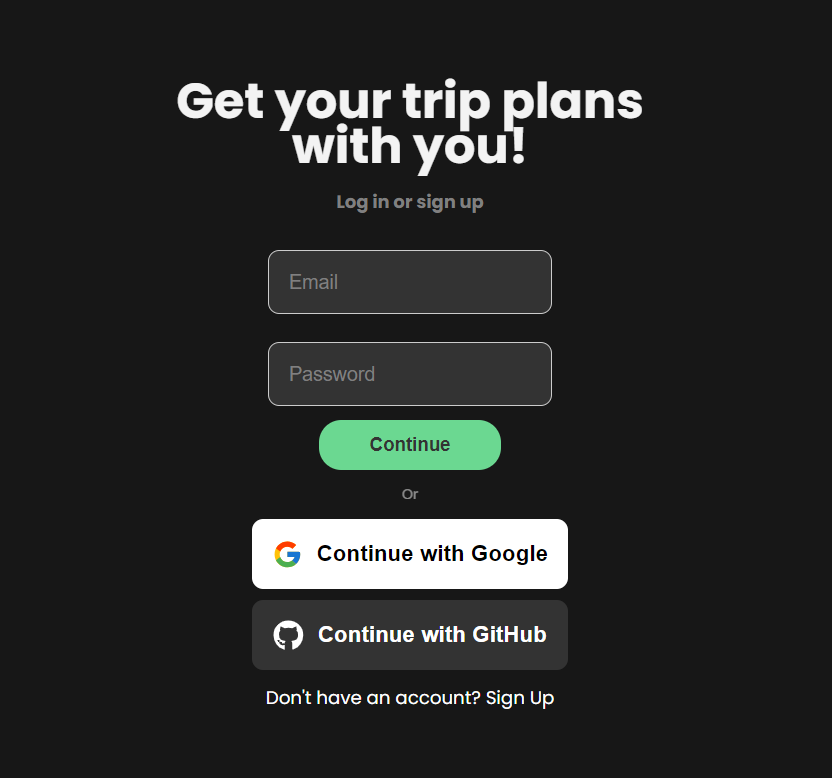 Get your trip plans
with you!
Log in or sign up
Email
Password
Continue
Or
Continue with Google
Continue with GitHub
Don't have an account? Sign Up